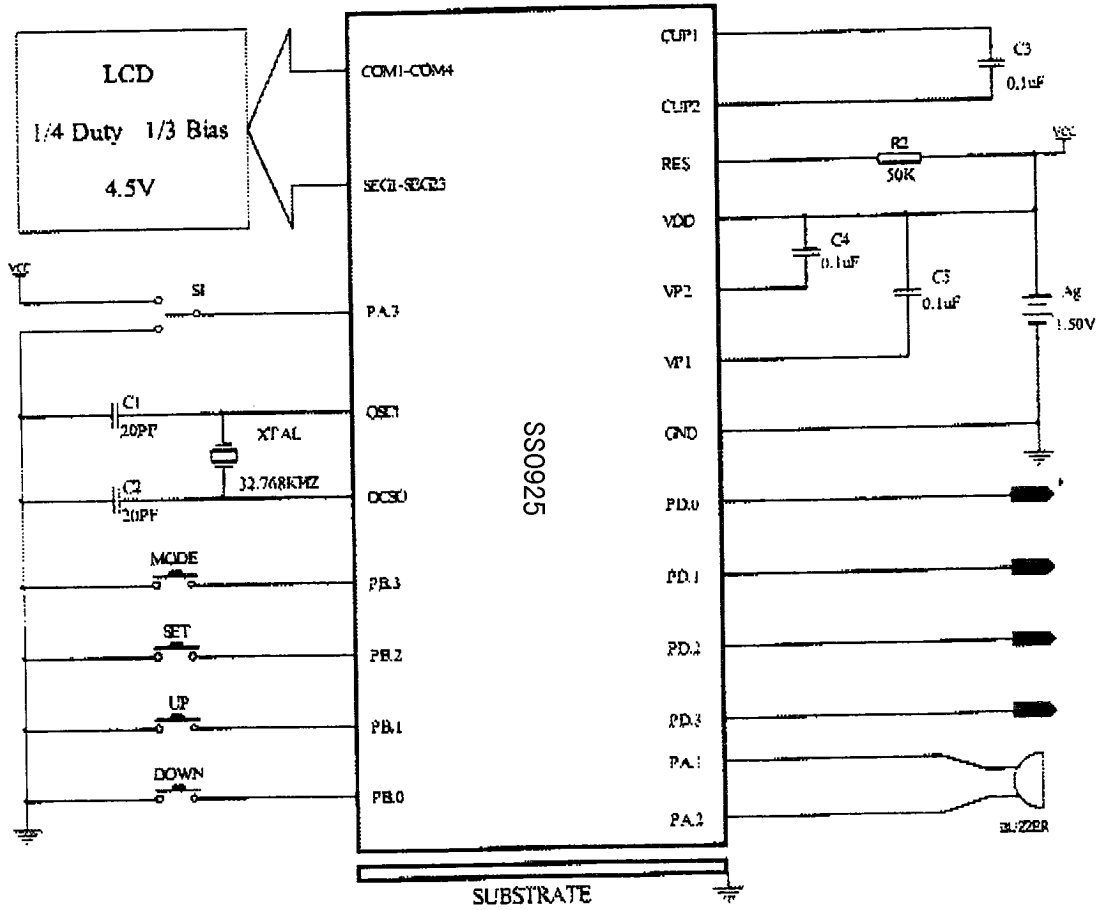 LCD
1/4 Duty 1/3 Bias
4.5V
COM1-COM4
SEG1-SEG23
VCC
S1
PA.3
C1
20PF
OSC1
XTAL
32.768KHZ
C2
20PF
OCSO
MODE
PB.3
SET
PB.2
UP
PB.1
DOWN
PB.0
SSO925
CUP1
C3
0.1uF
CUP2
VCC
R2
RES
50K
VDD
C4
0.1uF
VP2
C5
0.1uF
Ag
1.50V
VP1
GND
PD.0
PD.1
PD.2
PD.3
PA.1
PA.2
BUZZER
SUBSTRATE